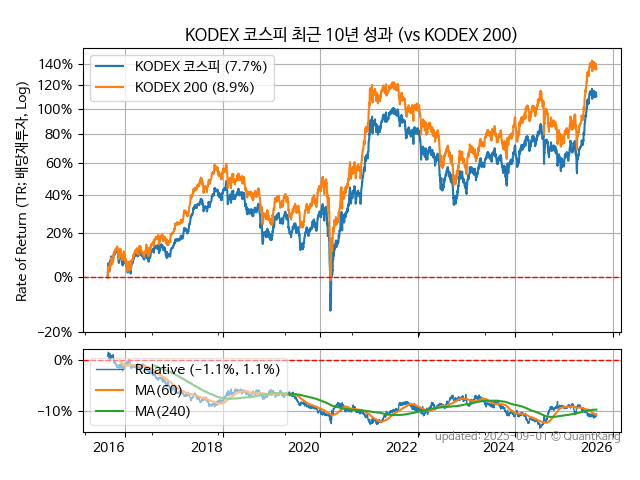 KODEX 코스피 최근 10년 성과 (vs KODEX 200)
Rate of Return (TR: 배당재투자, Log)
140%
120%
100%
80%
60%
40%
20%
0%
−20%
KODEX 코스피 (7.7%)
KODEX 200 (8.9%)
0%
−10%
Relative (−1.1%, 1.1%)
MA(60)
MA(240)
2016
2018
2020
2022
2024
2026
updated: 2025-09-01 © QuantKang